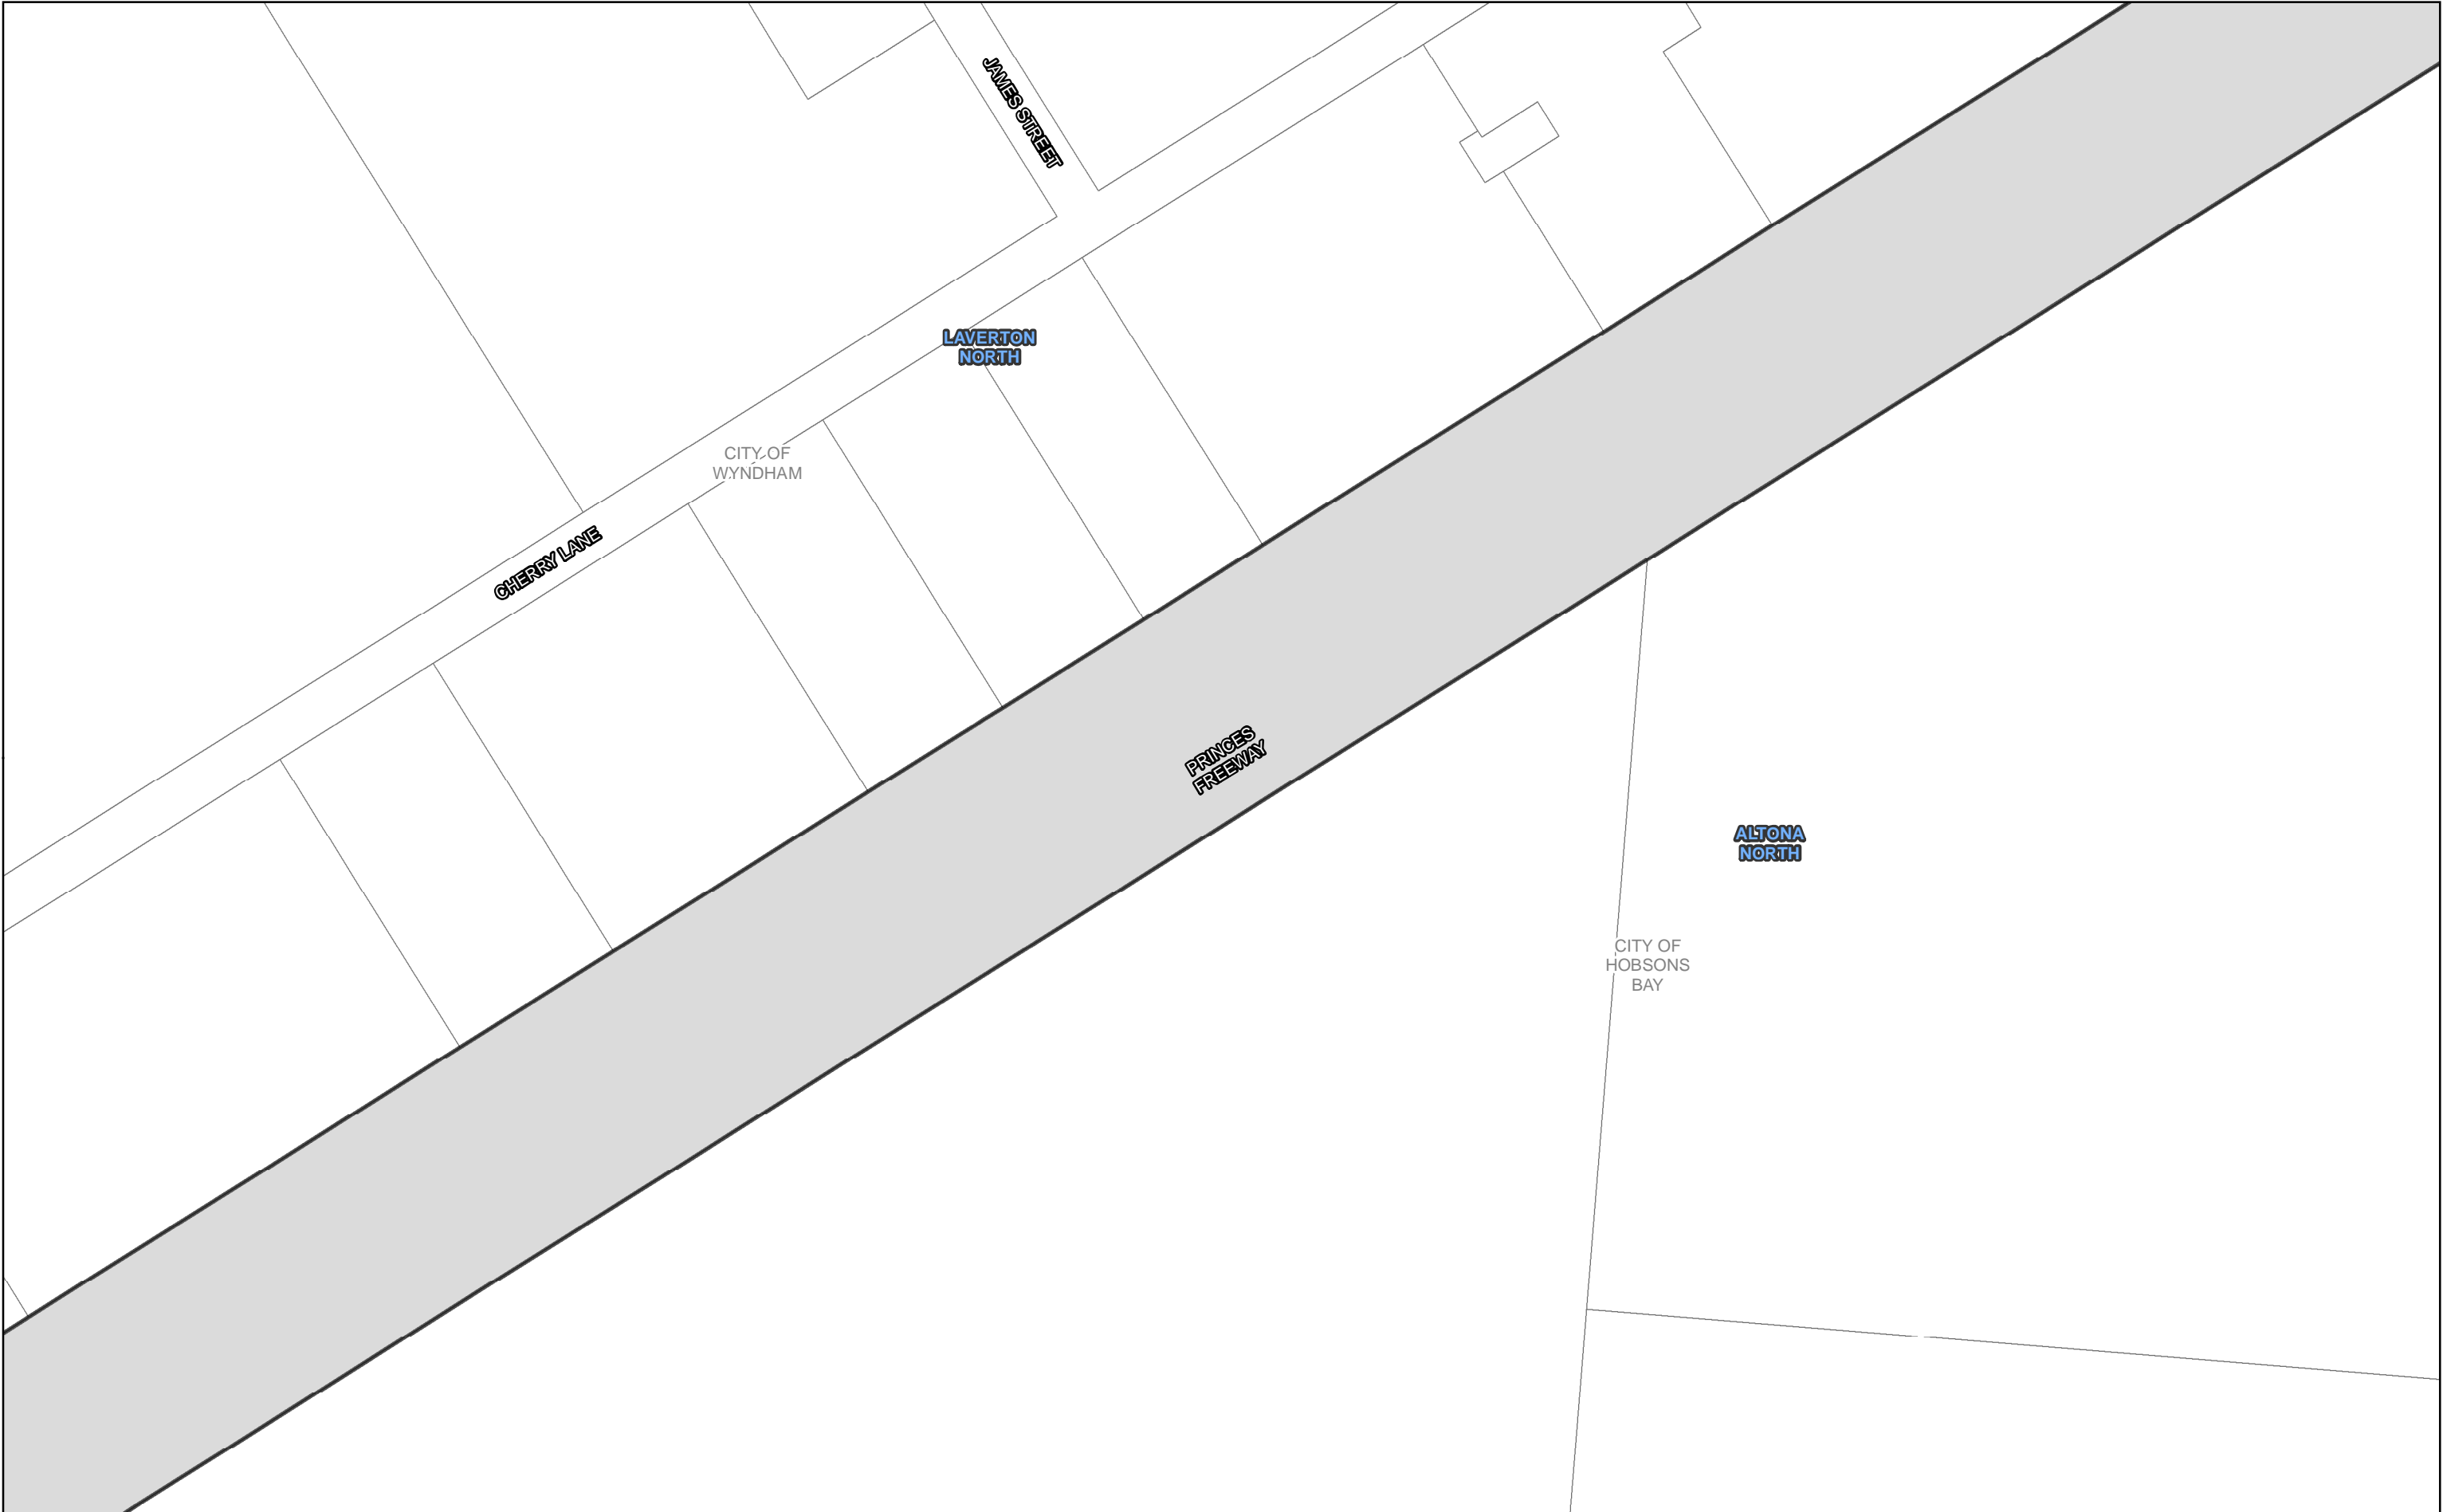 JAMES STREET
LAVERTON
NORTH
CITY OF
WYNDHAM
CHERRY LANE
PRINCES
FREEWAY
ALTONA
NORTH
CITY OF
HOBSONS
BAY